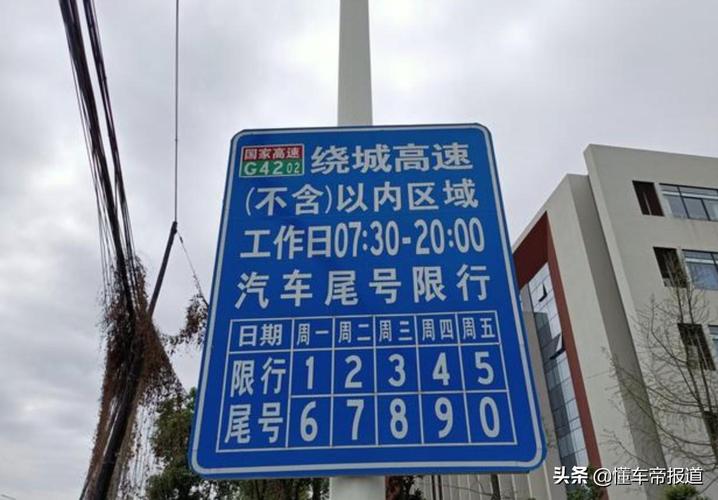 国家高速
G4202
绕城高速
(不含)以内区域
工作日07:30-20:00
汽车尾号限行
日期 周一 周二 周三 周四 周五
限行 1 2 3 4 5
尾号 6 7 8 9 0
头条 @懂车帝报道